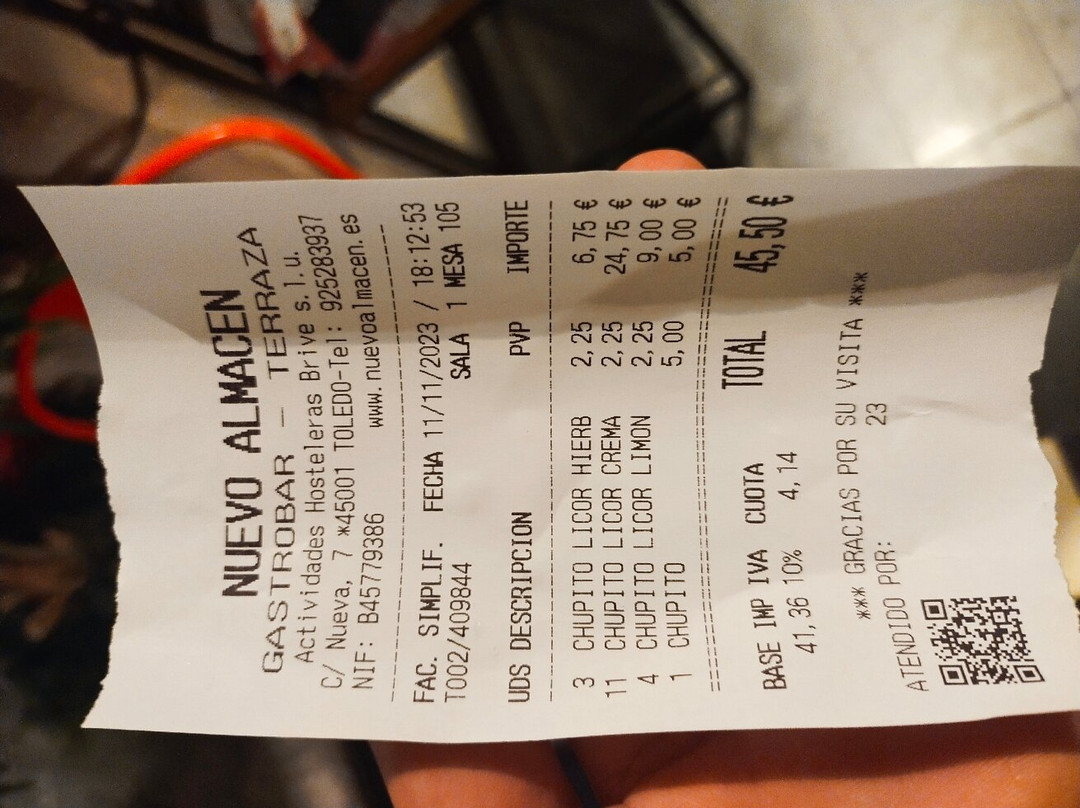 NUEVO ALMACEN
GASTROBAR - TERRAZA
Actividades Hosteleras Brive s.l.u.
C/ Nueva, 7 *45001 TOLEDO-Tel: 925283937
NIF: B45779386 www.nuevoalmacen.es
FAC. SIMPLIF. FECHA 11/11/2023 / 18:12:53
T002/409844 SALA 1 MESA 105
UDS DESCRIPCION PVP IMPORTE
3 CHUPITO LICOR HIERB 2,25 6,75 €
11 CHUPITO LICOR CREMA 2,25 24,75 €
4 CHUPITO LICOR LIMON 2,25 9,00 €
1 CHUPITO 5,00 5,00 €
TOTAL 45,50 €
BASE IMP IVA CUOTA
41,36 10% 4,14
*** GRACIAS POR SU VISITA ***
ATENDIDO POR: 23